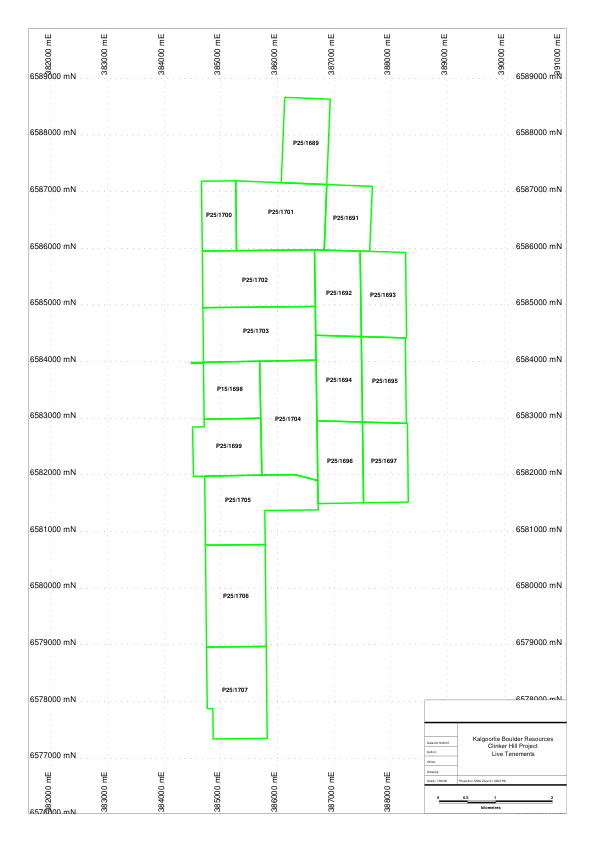 382000 mE
383000 mE
384000 mE
385000 mE
386000 mE
387000 mE
388000 mE
389000 mE
390000 mE
391000 mE
6589000 mN 6589000 mN
6588000 mN 6588000 mN
P25/1689
6587000 mN 6587000 mN
P25/1700 P25/1701 P25/1691
6586000 mN 6586000 mN
P25/1702 P25/1692 P25/1693
6585000 mN 6585000 mN
P25/1703
6584000 mN 6584000 mN
P15/1698 P25/1694 P25/1695
6583000 mN 6583000 mN
P25/1704
P25/1699 P25/1696 P25/1697
6582000 mN 6582000 mN
P25/1705
6581000 mN 6581000 mN
6580000 mN 6580000 mN
P25/1706
6579000 mN 6579000 mN
P25/1707
6578000 mN 6578000 mN
6577000 mN
6576000 mN
382000 mE
383000 mE
384000 mE
385000 mE
386000 mE
387000 mE
388000 mE
Kalgoorlie Boulder Resources
Clinker Hill Project
Live Tenements
Author:
Office:
Drawing:
0 0.5 1 2
kilometres